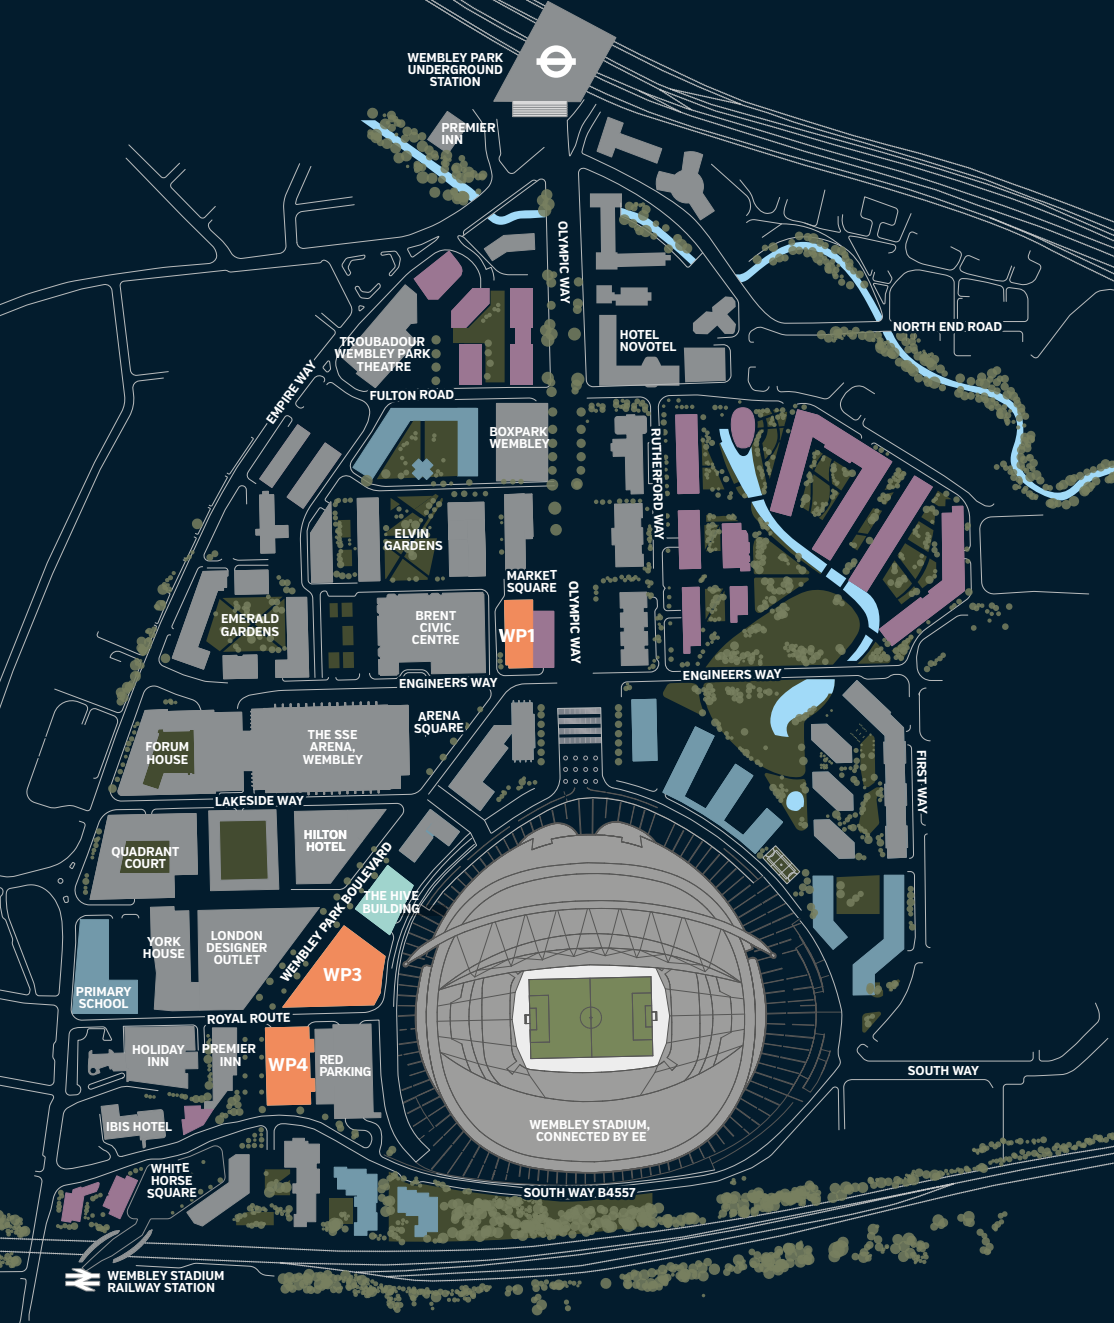 WEMBLEY PARK
UNDERGROUND
STATION
PREMIER
INN
OLYMPIC WAY
NORTH END ROAD
HOTEL
NOVOTEL
TROUBADOUR
WEMBLEY PARK
THEATRE
EMPIRE WAY
FULTON ROAD
BOXPARK
WEMBLEY
RUTHERFORD WAY
ELVIN
GARDENS
MARKET
SQUARE
OLYMPIC WAY
EMERALD
GARDENS
BRENT
CIVIC
CENTRE
WP1
ENGINEERS WAY
ENGINEERS WAY
ARENA
SQUARE
FORUM
HOUSE
THE SSE
ARENA,
WEMBLEY
FIRST WAY
LAKESIDE WAY
QUADRANT
COURT
HILTON
HOTEL
WEMBLEY PARK BOULEVARD
THE HIVE
BUILDING
YORK
HOUSE
LONDON
DESIGNER
OUTLET
WP3
PRIMARY
SCHOOL
ROYAL ROUTE
HOLIDAY
INN
PREMIER
INN
WP4
RED
PARKING
SOUTH WAY
IBIS HOTEL
WEMBLEY STADIUM,
CONNECTED BY EE
WHITE
HORSE
SQUARE
SOUTH WAY B4557
WEMBLEY STADIUM
RAILWAY STATION